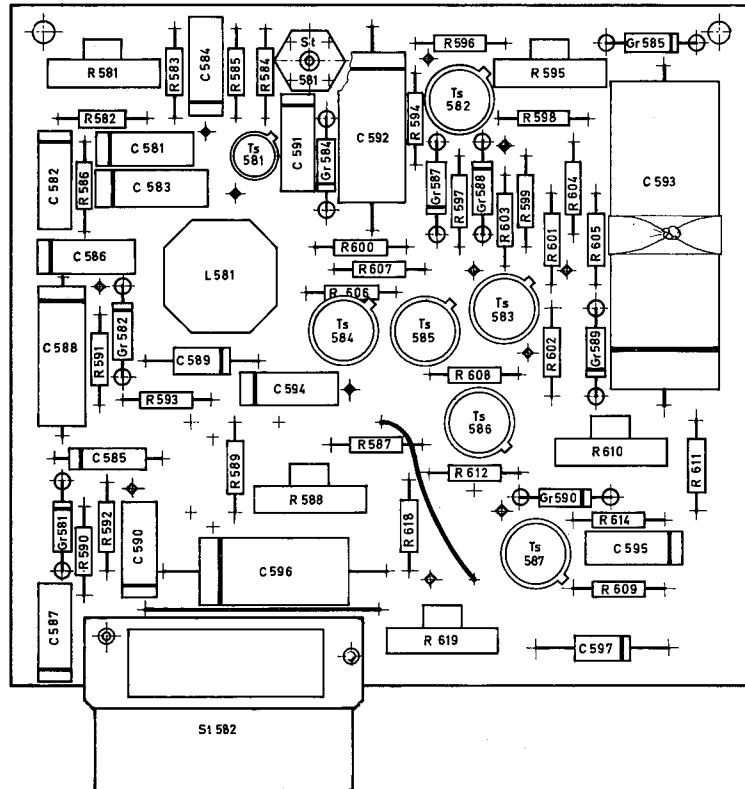 R 581
R 583
C 584
R 585
R 584
St
581
R 596
R 595
Gr 585
R 582
C 582
R 586
C 581
C 583
Ts
581
C 591
Gr 584
C 592
R 594
Ts
582
R 598
Gr 587
R 597
Gr 588
R 603
R 599
R 604
R 601
R 605
C 593
C 586
L 581
R 600
R 607
R 606
Ts
584
Ts
585
Ts
583
C 588
R 591
Gr 582
C 589
R 602
Gr 589
R 593
C 594
R 608
Ts
586
R 587
R 610
R 611
C 585
R 589
R 588
R 612
Gr 590
Gr 581
R 590
R 592
C 590
R 618
R 614
C 596
Ts
587
C 595
R 609
C 587
R 619
C 597
St 582